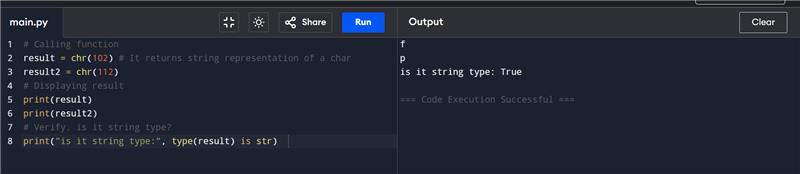 main.py
Share
Run
Output
Clear
1 # Calling function
2 result = chr(102) # It returns string representation of a char
3 result2 = chr(112)
4 # Displaying result
5 print(result)
6 print(result2)
7 # Verify, is it string type?
8 print("is it string type:", type(result) is str)
f
p
is it string type: True
=== Code Execution Successful ===